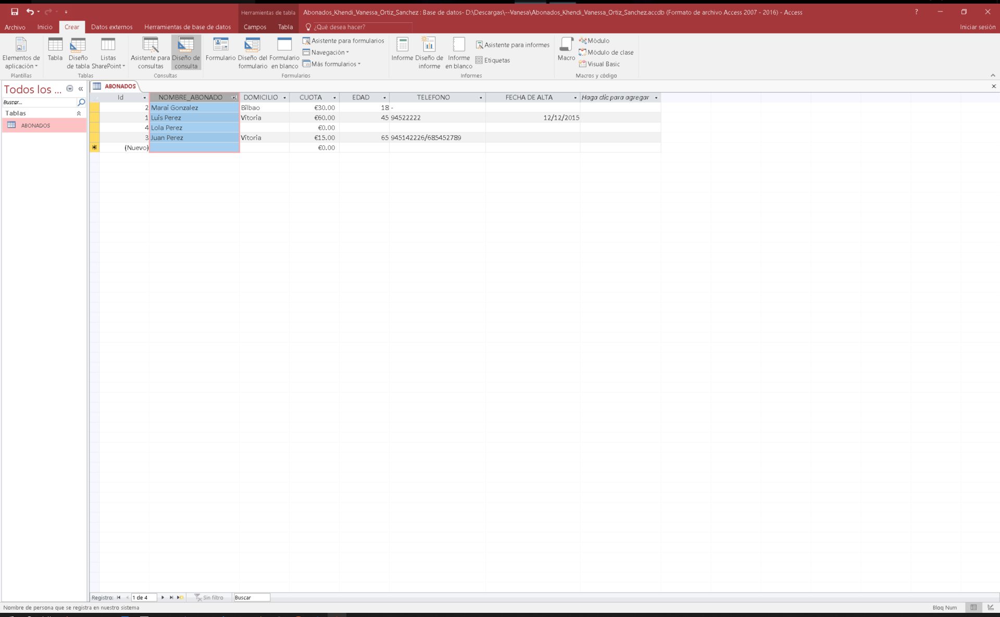 Herramientas de tabla
Abonados_Khendi_Vanessa_Ortiz_Sanchez : Base de datos- D:\Descargas\--Vanesa\Abonados_Khendi_Vanessa_Ortiz_Sanchez.accdb (Formato de archivo Access 2007 - 2016) - Access
?
Archivo Inicio Crear Datos externos Herramientas de base de datos Campos Tabla ¿Qué desea hacer? Iniciar sesión
Elementos de aplicación
Tabla
Diseño de tabla
Listas SharePoint
Asistente para consultas
Diseño de consulta
Formulario
Diseño del formulario
Formulario en blanco
Asistente para formularios
Navegación
Más formularios
Informe
Diseño de informe
Informe en blanco
Asistente para informes
Etiquetas
Macro
Módulo
Módulo de clase
Visual Basic
Plantillas Tablas Consultas Formularios Informes Macros y código
Todos los ...
Buscar...
Tablas
ABONADOS
ABONADOS
Id NOMBRE_ABONADO DOMICILIO CUOTA EDAD TELEFONO FECHA DE ALTA Haga clic para agregar
2 Marai Gonzalez Bilbao €30.00 18 -
1 Luis Perez Vitoria €60.00 45 94522222 12/12/2015
4 Lola Perez €0.00
3 Juan Perez Vitoria €15.00 65 945142226/685452789
(Nuevo) €0.00
Registro: 1 de 4 Sin filtro Buscar
Nombre de persona que se registra en nuestro sistema
Bloq Num